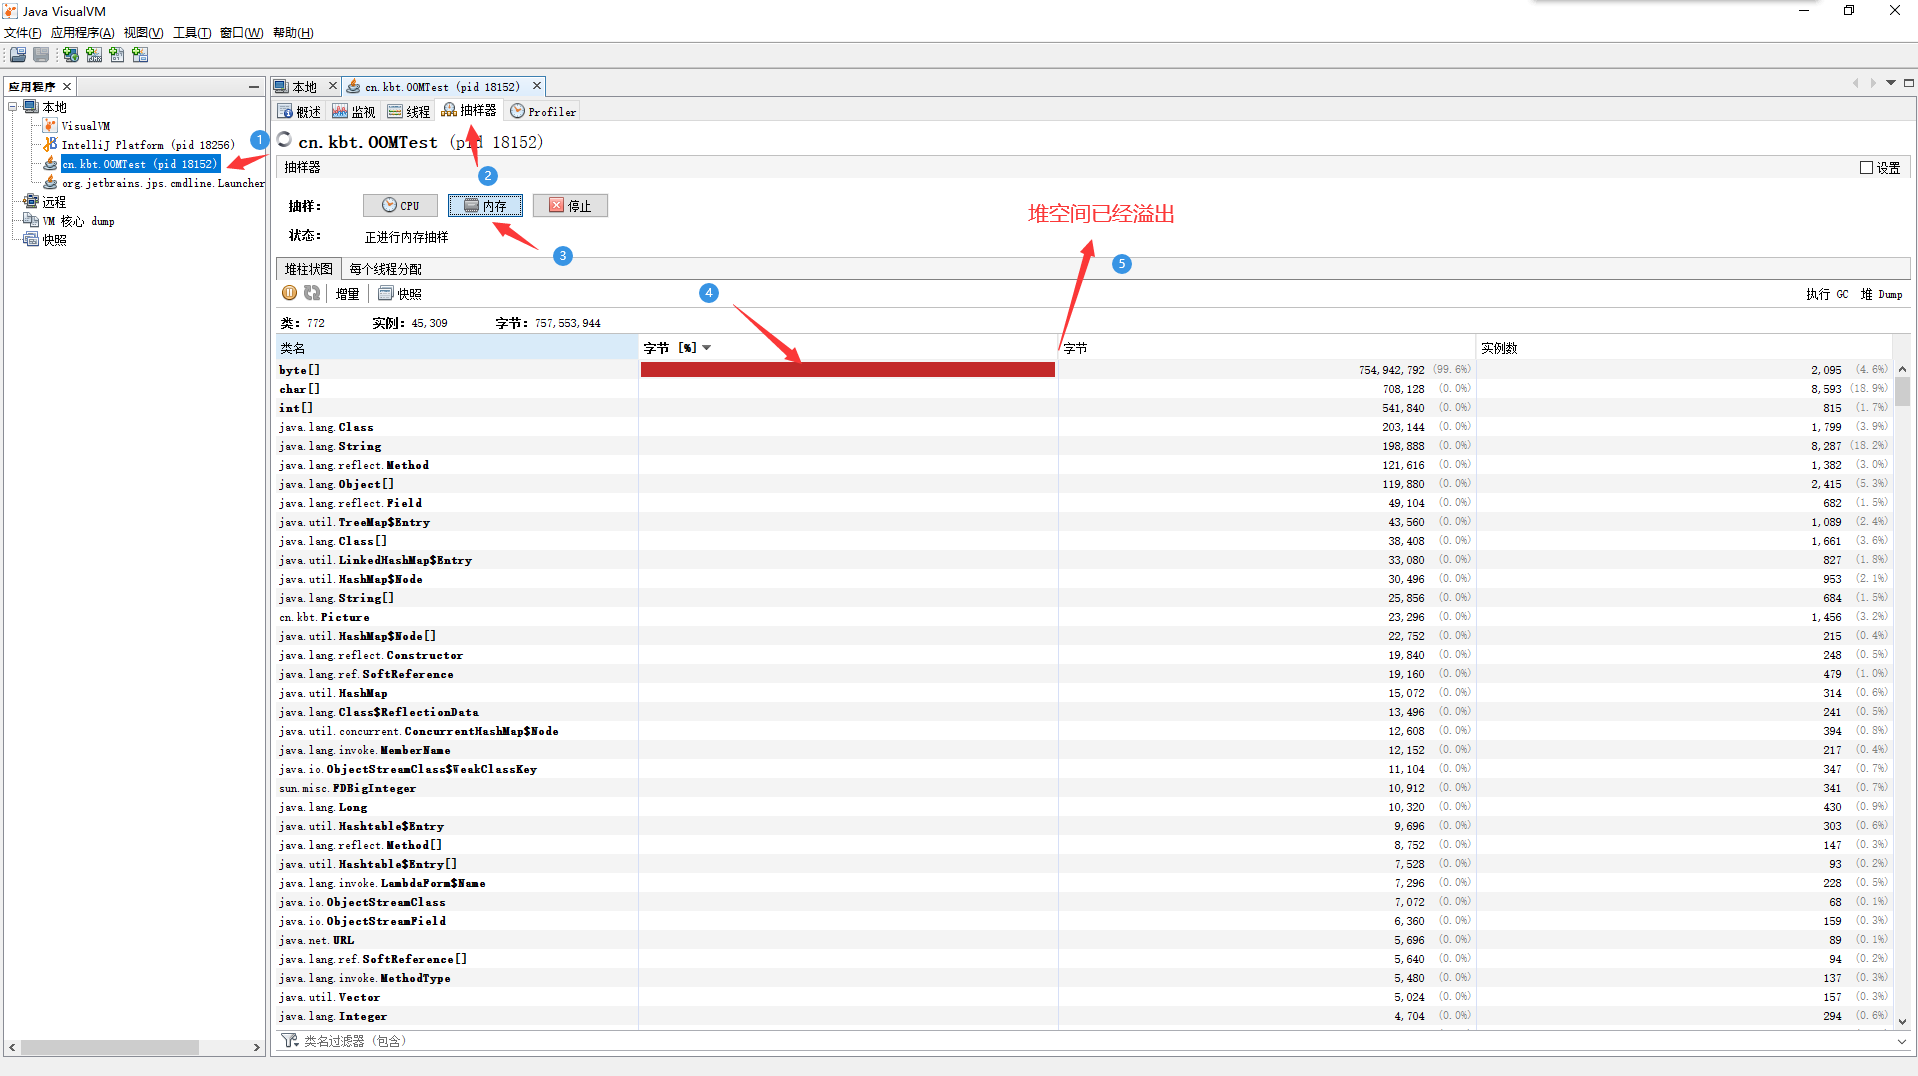 Java VisualVM
文件(F) 应用程序(A) 视图(V) 工具(T) 窗口(W) 帮助(H)
应用程序
本地
VisualVM
IntelliJ Platform (pid 18256)
cn.kbt.OOMTest (pid 18152)
org.jetbrains.jps.cmdline.Launcher
远程
VM 核心 dump
快照
1
本地 cn.kbt.OOMTest (pid 18152)
概述 监视 线程 抽样器 Profiler
cn.kbt.OOMTest (pid 18152)
抽样器 2 设置
抽样: CPU 内存 停止
堆空间已经溢出
状态: 正进行内存抽样
3
5
堆柱状图 每个线程分配
增量 快照 4 执行 GC 堆 Dump
类: 772 实例: 45,309 字节: 757,553,944
类名 字节 [%] 字节 实例数
byte[] 754,942,792 (99.6%) 2,095 (4.6%)
char[] 708,128 (0.0%) 8,593 (18.9%)
int[] 541,840 (0.0%) 815 (1.7%)
java.lang.Class 203,144 (0.0%) 1,799 (3.9%)
java.lang.String 198,888 (0.0%) 8,287 (18.2%)
java.lang.reflect.Method 121,616 (0.0%) 1,382 (3.0%)
java.lang.Object[] 119,880 (0.0%) 2,415 (5.3%)
java.lang.reflect.Field 49,104 (0.0%) 682 (1.5%)
java.util.TreeMap$Entry 43,560 (0.0%) 1,089 (2.4%)
java.lang.Class[] 38,408 (0.0%) 1,661 (3.6%)
java.util.LinkedHashMap$Entry 33,080 (0.0%) 827 (1.8%)
java.util.HashMap$Node 30,496 (0.0%) 953 (2.1%)
java.lang.String[] 25,856 (0.0%) 684 (1.5%)
cn.kbt.Picture 23,296 (0.0%) 1,456 (3.2%)
java.util.HashMap$Node[] 22,752 (0.0%) 215 (0.4%)
java.lang.reflect.Constructor 19,840 (0.0%) 248 (0.5%)
java.lang.ref.SoftReference 19,160 (0.0%) 479 (1.0%)
java.util.HashMap 15,072 (0.0%) 314 (0.6%)
java.lang.Class$ReflectionData 13,496 (0.0%) 241 (0.5%)
java.util.concurrent.ConcurrentHashMap$Node 12,608 (0.0%) 394 (0.8%)
java.lang.invoke.MemberName 12,152 (0.0%) 217 (0.4%)
java.io.ObjectStreamClass$WeakClassKey 11,104 (0.0%) 347 (0.7%)
sun.misc.FDBigInteger 10,912 (0.0%) 341 (0.7%)
java.lang.Long 10,320 (0.0%) 430 (0.9%)
java.util.Hashtable$Entry 9,696 (0.0%) 303 (0.6%)
java.lang.reflect.Method[] 8,752 (0.0%) 147 (0.3%)
java.util.Hashtable$Entry[] 7,528 (0.0%) 93 (0.2%)
java.lang.invoke.LambdaForm$Name 7,296 (0.0%) 228 (0.5%)
java.io.ObjectStreamClass 7,072 (0.0%) 68 (0.1%)
java.io.ObjectStreamField 6,360 (0.0%) 159 (0.3%)
java.net.URL 5,696 (0.0%) 89 (0.1%)
java.lang.ref.SoftReference[] 5,640 (0.0%) 94 (0.2%)
java.lang.invoke.MethodType 5,480 (0.0%) 137 (0.3%)
java.util.Vector 5,024 (0.0%) 157 (0.3%)
java.lang.Integer 4,704 (0.0%) 294 (0.6%)
类名过滤器 (包含)